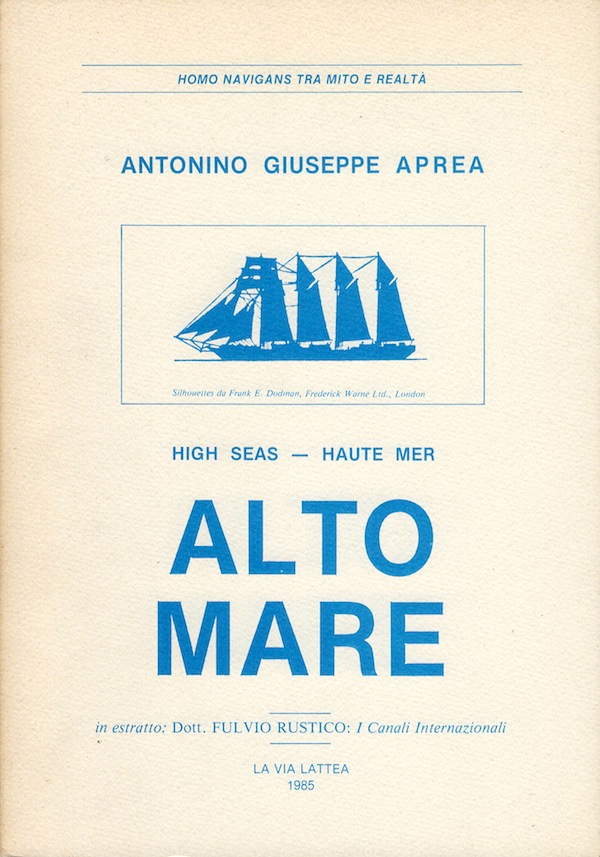 HOMO NAVIGANS TRA MITO E REALTÀ
ANTONINO GIUSEPPE APREA
Silhouettes da Frank E. Dodman, Frederick Warne Ltd., London
HIGH SEAS — HAUTE MER
ALTO
MARE
in estratto: Dott. FULVIO RUSTICO: I Canali Internazionali
LA VIA LATTEA
1985